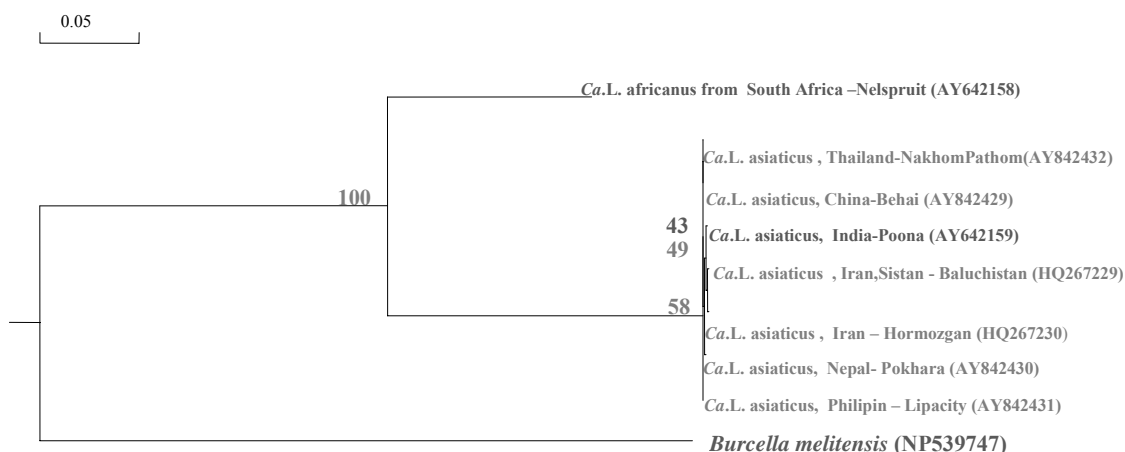 0.05
Ca.L. africanus from South Africa –Nelspruit (AY642158)
Ca.L. asiaticus , Thailand-NakhomPathom(AY842432)
100
Ca.L. asiaticus, China-Behai (AY842429)
43
Ca.L. asiaticus, India-Poona (AY642159)
49
Ca.L. asiaticus , Iran,Sistan - Baluchistan (HQ267229)
58
Ca.L. asiaticus , Iran – Hormozgan (HQ267230)
Ca.L. asiaticus, Nepal- Pokhara (AY842430)
Ca.L. asiaticus, Philipin – Lipacity (AY842431)
Burcella melitensis (NP539747)